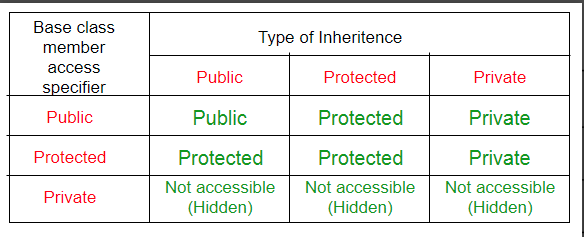 Base class
member
access
specifier
Type of Inheritence
Public Protected Private
Public Public Protected Private
Protected Protected Protected Private
Private Not accessible Not accessible Not accessible
(Hidden) (Hidden) (Hidden)